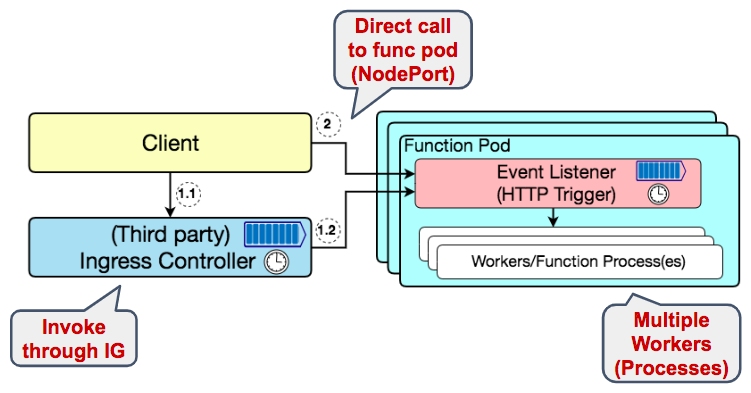 Direct call
to func pod
(NodePort)
Client
2
Function Pod
Event Listener
(HTTP Trigger)
1.1
(Third party)
Ingress Controller
1.2
Workers/Function Process(es)
Invoke
through IG
Multiple
Workers
(Processes)